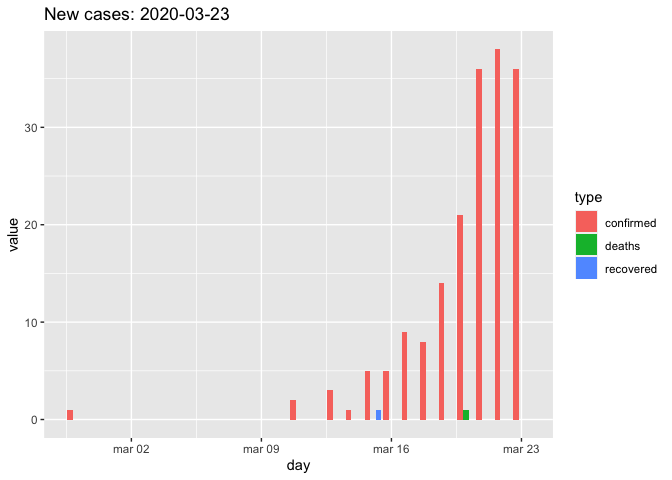 New cases: 2020-03-23
value
30
20
10
0
mar 02
mar 09
mar 16
mar 23
day
type
confirmed
deaths
recovered